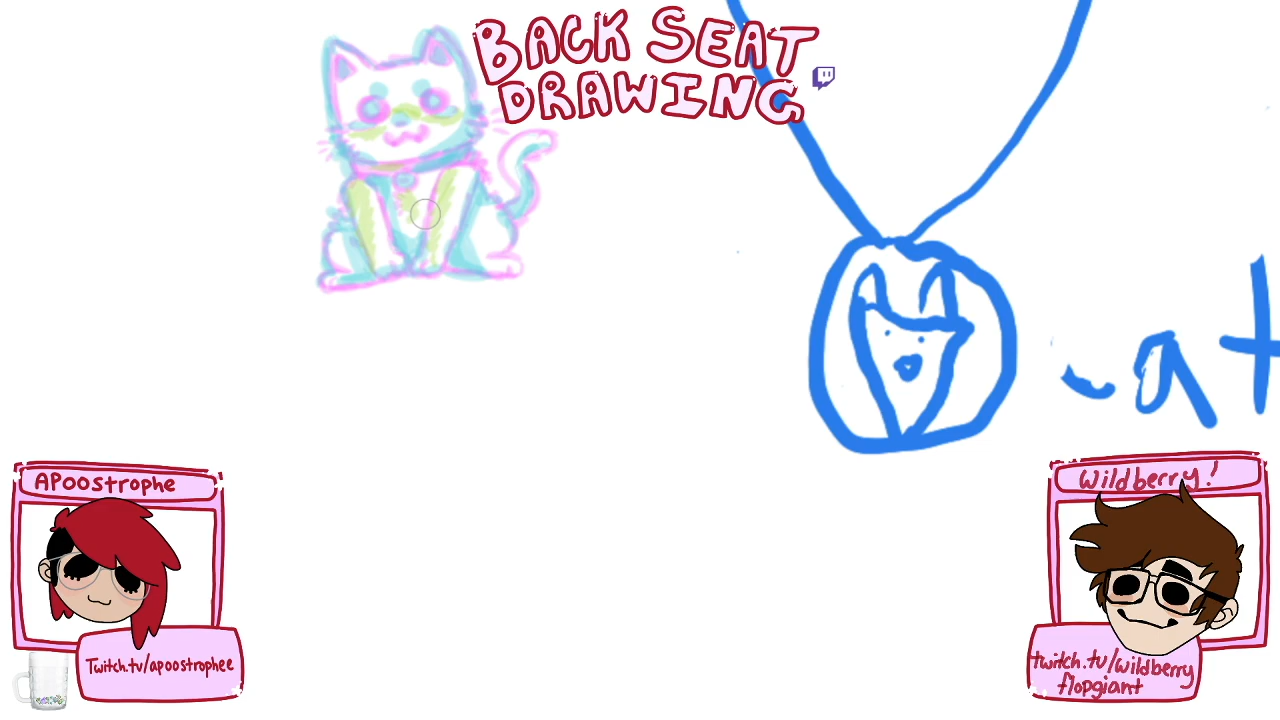 BACK SEAT
DRAWING
at
APoostrophe
Wildberry!
Twitch.tv/apoostrophee
twitch.tv/wildberry
flopgiant